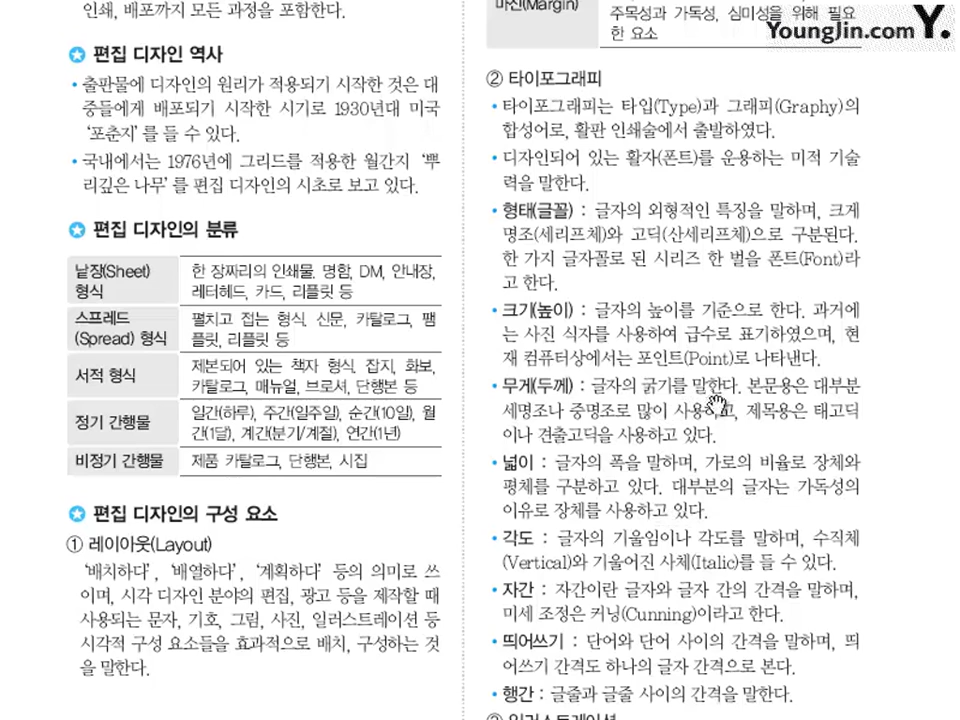 인쇄, 배포까지 모든 과정을 포함한다.
편집 디자인 역사
• 출판물에 디자인의 원리가 적용되기 시작한 것은 대
중들에게 배포되기 시작한 시기로 1930년대 미국
‘포춘지’를 들 수 있다.
• 국내에서는 1976년에 그리드를 적용한 월간지 ‘뿌
리깊은 나무’를 편집 디자인의 시초로 보고 있다.
편집 디자인의 분류
낱장(Sheet)
형식
한 장짜리의 인쇄물. 명함, DM, 안내장,
레터헤드, 카드, 리플릿 등
스프레드
(Spread) 형식
펼치고 접는 형식. 신문, 카탈로그, 팸
플릿, 리플릿 등
서적 형식
제본되어 있는 책자 형식. 잡지, 화보,
카탈로그, 매뉴얼, 브로셔, 단행본 등
정기 간행물
일간(하루), 주간(일주일), 순간(10일), 월
간(1달), 계간(분기/계절), 연간(1년)
비정기 간행물
제품 카탈로그, 단행본, 시집
편집 디자인의 구성 요소
① 레이아웃(Layout)
‘배치하다’, ‘배열하다’, ‘계획하다’ 등의 의미로 쓰
이며, 시각 디자인 분야의 편집, 광고 등을 제작할 때
사용되는 문자, 기호, 그림, 사진, 일러스트레이션 등
시각적 구성 요소들을 효과적으로 배치, 구성하는 것
을 말한다.
마진(Margin)
주목성과 가독성, 심미성을 위해 필요
한 요소
YoungJin.com Y.
② 타이포그래피
• 타이포그래피는 타입(Type)과 그래피(Graphy)의
합성어로, 활판 인쇄술에서 출발하였다.
• 디자인되어 있는 활자(폰트)를 운용하는 미적 기술
력을 말한다.
• 형태(글꼴) : 글자의 외형적인 특징을 말하며, 크게
명조(세리프체)와 고딕(산세리프체)으로 구분된다.
한 가지 글자꼴로 된 시리즈 한 벌을 폰트(Font)라
고 한다.
• 크기(높이) : 글자의 높이를 기준으로 한다. 과거에
는 사진 식자를 사용하여 급수로 표기하였으며, 현
재 컴퓨터상에서는 포인트(Point)로 나타낸다.
• 무게(두께) : 글자의 굵기를 말한다. 본문용은 대부분
세명조나 중명조로 많이 제목용은 태고딕
이나 견출고딕을 사용하고 있다.
• 넓이 : 글자의 폭을 말하며, 가로의 비율로 장체와
평체를 구분하고 있다. 대부분의 글자는 가독성의
이유로 장체를 사용하고 있다.
• 각도 : 글자의 기울임이나 각도를 말하며, 수직체
(Vertical)와 기울어진 사체(Italic)를 들 수 있다.
• 자간 : 자간이란 글자와 글자 간의 간격을 말하며,
미세 조정은 커닝(Cunning)이라고 한다.
• 띄어쓰기 : 단어와 단어 사이의 간격을 말하며, 띄
어쓰기 간격도 하나의 글자 간격으로 본다.
• 행간 : 글줄과 글줄 사이의 간격을 말한다.